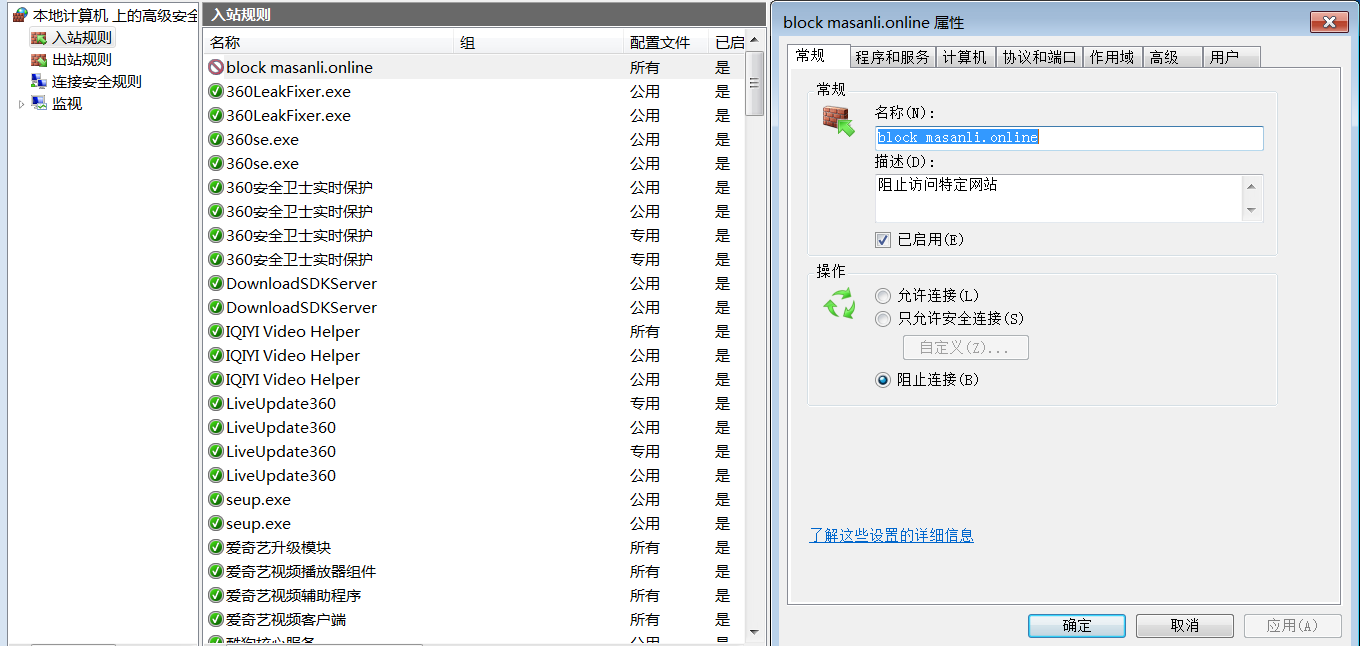 本地计算机 上的高级安全
入站规则
出站规则
连接安全规则
监视
入站规则
名称 组 配置文件 已启
block masanli.online 所有 是
360LeakFixer.exe 公用 是
360LeakFixer.exe 公用 是
360se.exe 公用 是
360se.exe 公用 是
360安全卫士实时保护 公用 是
360安全卫士实时保护 公用 是
360安全卫士实时保护 专用 是
360安全卫士实时保护 专用 是
DownloadSDKServer 公用 是
DownloadSDKServer 公用 是
IQIYI Video Helper 所有 是
IQIYI Video Helper 公用 是
IQIYI Video Helper 公用 是
LiveUpdate360 专用 是
LiveUpdate360 公用 是
LiveUpdate360 专用 是
LiveUpdate360 公用 是
seup.exe 公用 是
seup.exe 公用 是
爱奇艺升级模块 所有 是
爱奇艺视频播放器组件 所有 是
爱奇艺视频辅助程序 所有 是
爱奇艺视频客户端 所有 是
酷狗核心服务 公用 是
block masanli.online 属性
常规 程序和服务 计算机 协议和端口 作用域 高级 用户
常规
名称(N):
block masanli.online
描述(D):
阻止访问特定网站
已启用(E)
操作
允许连接(L)
只允许安全连接(S)
自定义(Z)...
阻止连接(B)
了解这些设置的详细信息
确定 取消 应用(A)